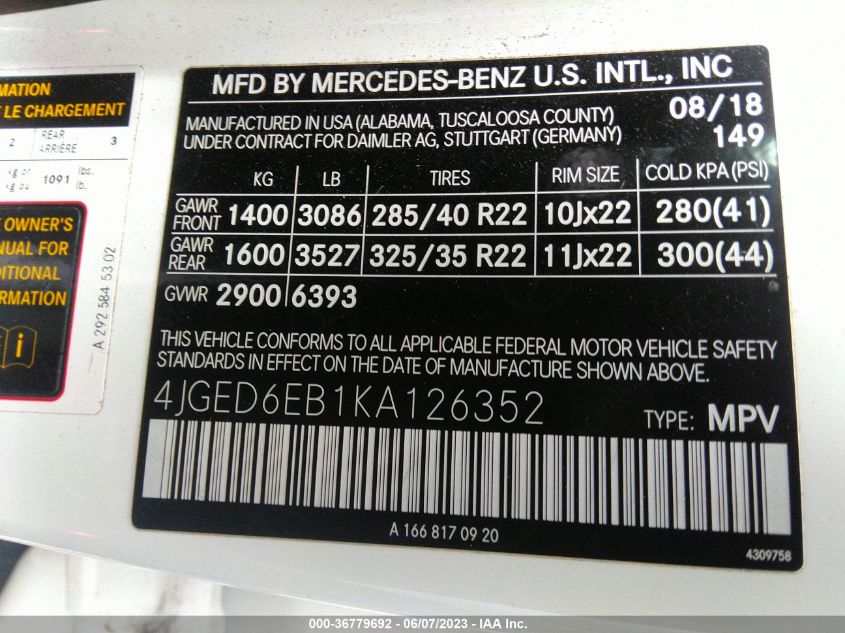 MFD BY MERCEDES-BENZ U.S. INTL., INC
MANUFACTURED IN USA (ALABAMA, TUSCALOOSA COUNTY) 08/18
UNDER CONTRACT FOR DAIMLER AG, STUTTGART (GERMANY) 149
KG LB TIRES RIM SIZE COLD KPA (PSI)
GAWR FRONT 1400 3086 285/40 R22 10Jx22 280(41)
GAWR REAR 1600 3527 325/35 R22 11Jx22 300(44)
GVWR 2900 6393
THIS VEHICLE CONFORMS TO ALL APPLICABLE FEDERAL MOTOR VEHICLE SAFETY
STANDARDS IN EFFECT ON THE DATE OF MANUFACTURE SHOWN ABOVE.
4JGED6EB1KA126352
TYPE: MPV
A 166 817 09 20
4309758
LE CHARGEMENT
2 REAR 3
ARRIÈRE
kg or 1091 lbs.
kg ou lb.
OWNER'S
FOR
A 292 584 53 02
000-36779692 - 06/07/2023 - IAA Inc.